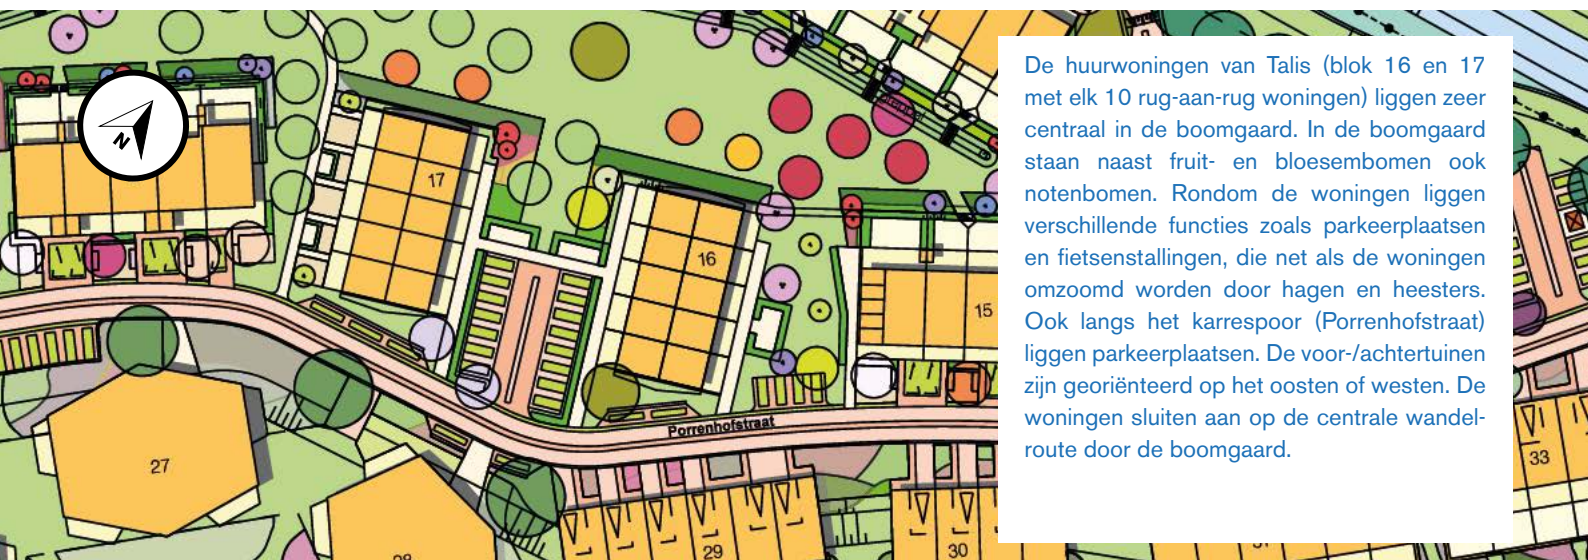 De huurwoningen van Talis (blok 16 en 17
met elk 10 rug-aan-rug woningen) liggen zeer
centraal in de boomgaard. In de boomgaard
staan naast fruit- en bloesembomen ook
notenbomen. Rondom de woningen liggen
verschillende functies zoals parkeerplaatsen
en fietsenstallingen, die net als de woningen
omzoomd worden door hagen en heesters.
Ook langs het karrespoor (Porrenhofstraat)
liggen parkeerplaatsen. De voor-/achtertuinen
zijn georiënteerd op het oosten of westen. De
woningen sluiten aan op de centrale wandel-
route door de boomgaard.
N
17
16
15
Porrenhofstraat
27
29
30
33